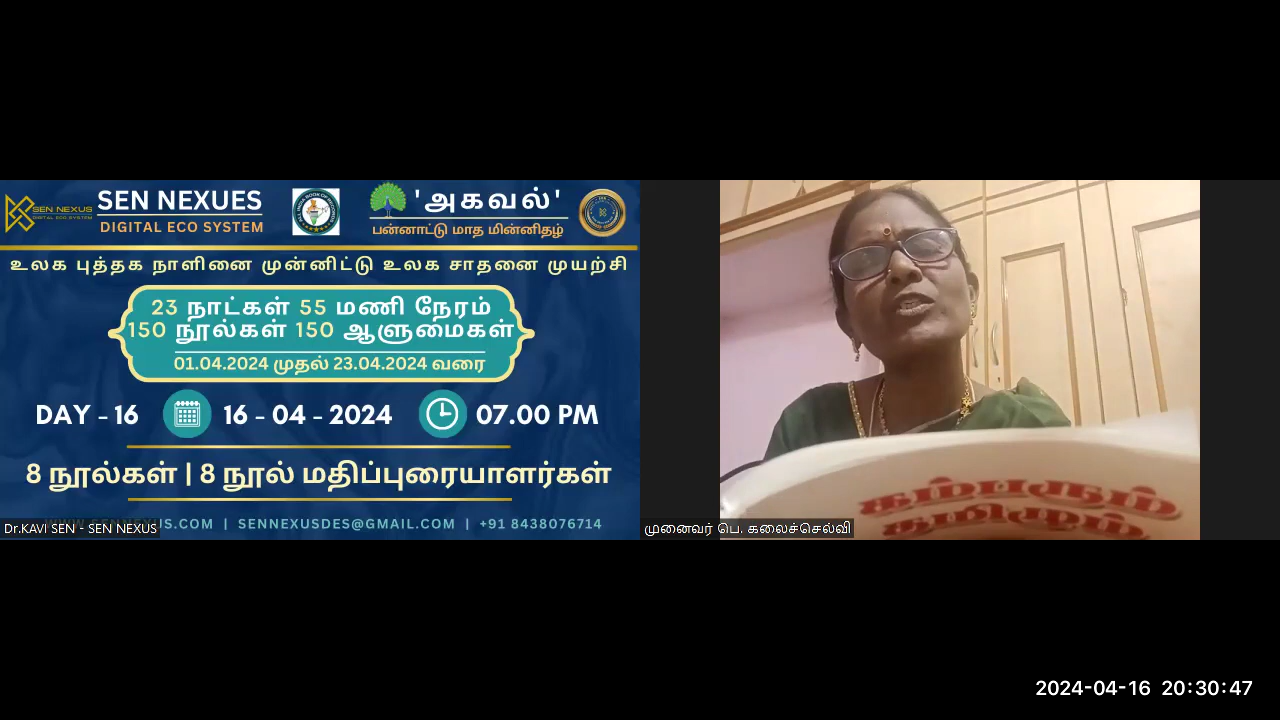 SEN NEXUS
DIGITAL ECO SYSTEM
SEN NEXUES
DIGITAL ECO SYSTEM
'அகவல்'
பன்னாட்டு மாத மின்னிதழ்
உலக புத்தக நாளினை முன்னிட்டு உலக சாதனை முயற்சி
23 நாட்கள் 55 மணி நேரம்
150 நூல்கள் 150 ஆளுமைகள்
01.04.2024 முதல் 23.04.2024 வரை
DAY - 16 16 - 04 - 2024 07.00 PM
8 நூல்கள் | 8 நூல் மதிப்புரையாளர்கள்
S.COM | SENNEXUSDES@GMAIL.COM | +91 8438076714
Dr.KAVI SEN - SEN NEXUS
கம்பரும்
தமிழும்
முனைவர் பெ. கலைச்செல்வி
2024-04-16 20:30:47